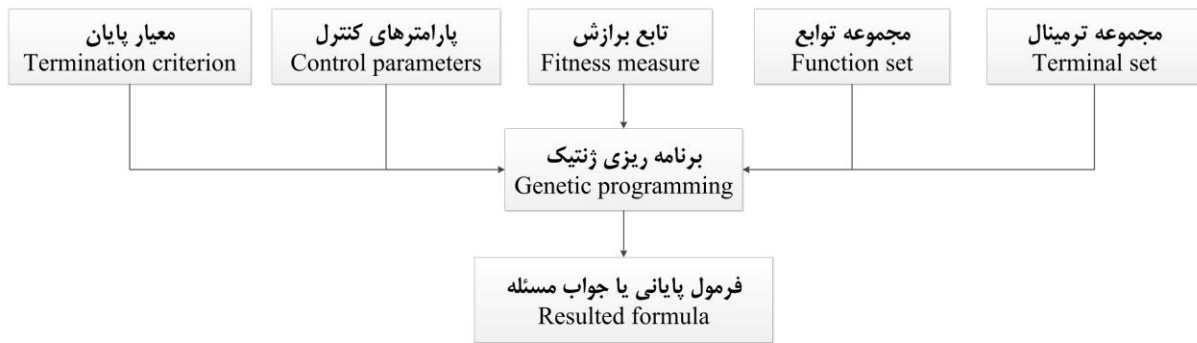 معیار پایان
Termination criterion
پارامترهای کنترل
Control parameters
تابع برازش
Fitness measure
مجموعه توابع
Function set
مجموعه ترمینال
Terminal set
برنامه ریزی ژنتیک
Genetic programming
فرمول پایانی یا جواب مسئله
Resulted formula